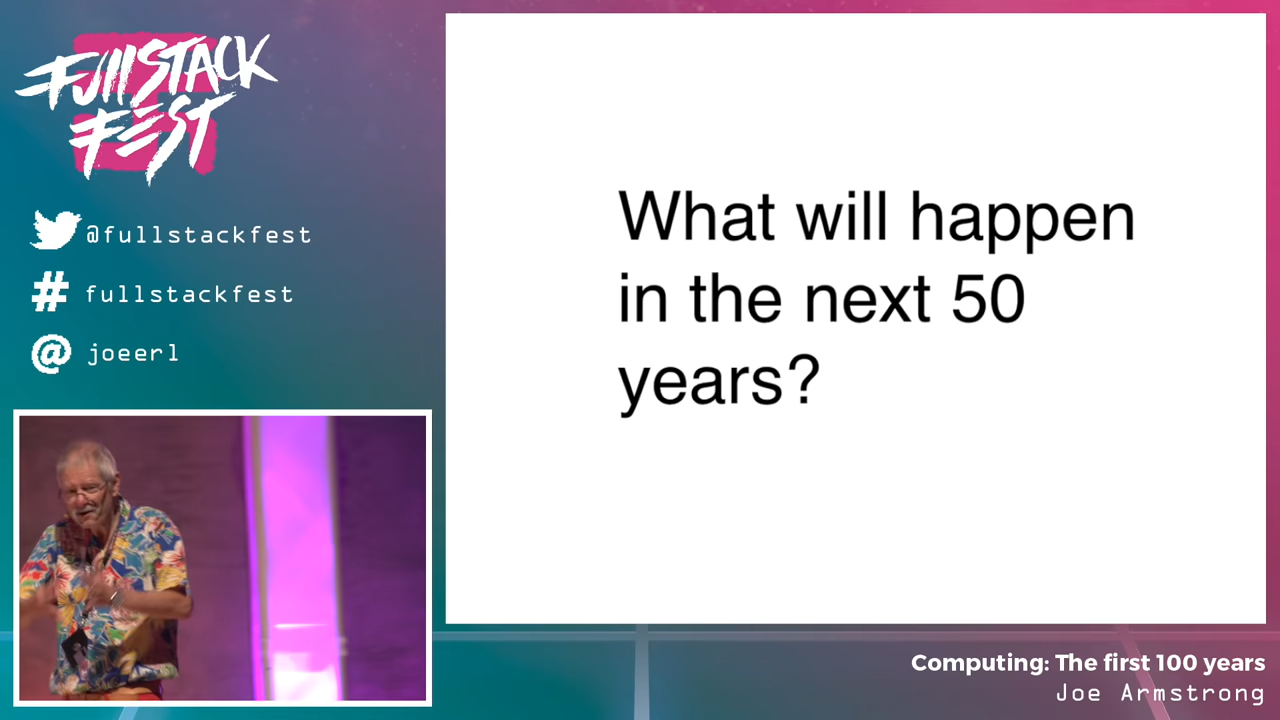 FullSTACK
FEST
@fullstackfest
# fullstackfest
@ joeerl
What will happen
in the next 50
years?
Computing: The first 100 years
Joe Armstrong